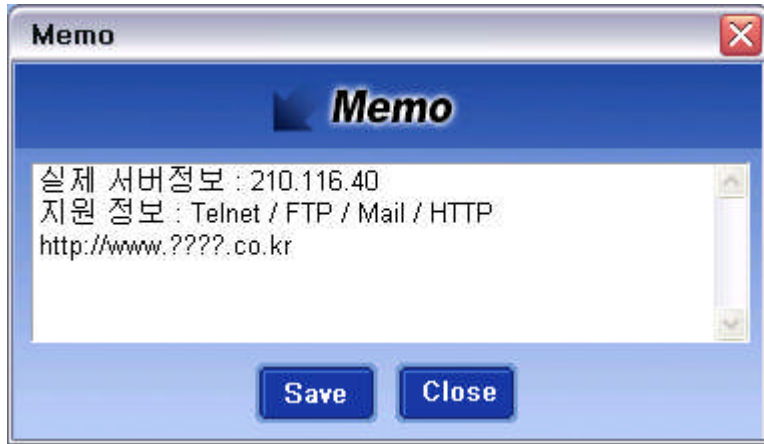 Memo
Memo
실제 서버정보 : 210.116.40
지원 정보 : Telnet / FTP / Mail / HTTP
http://www.????.co.kr
Save Close